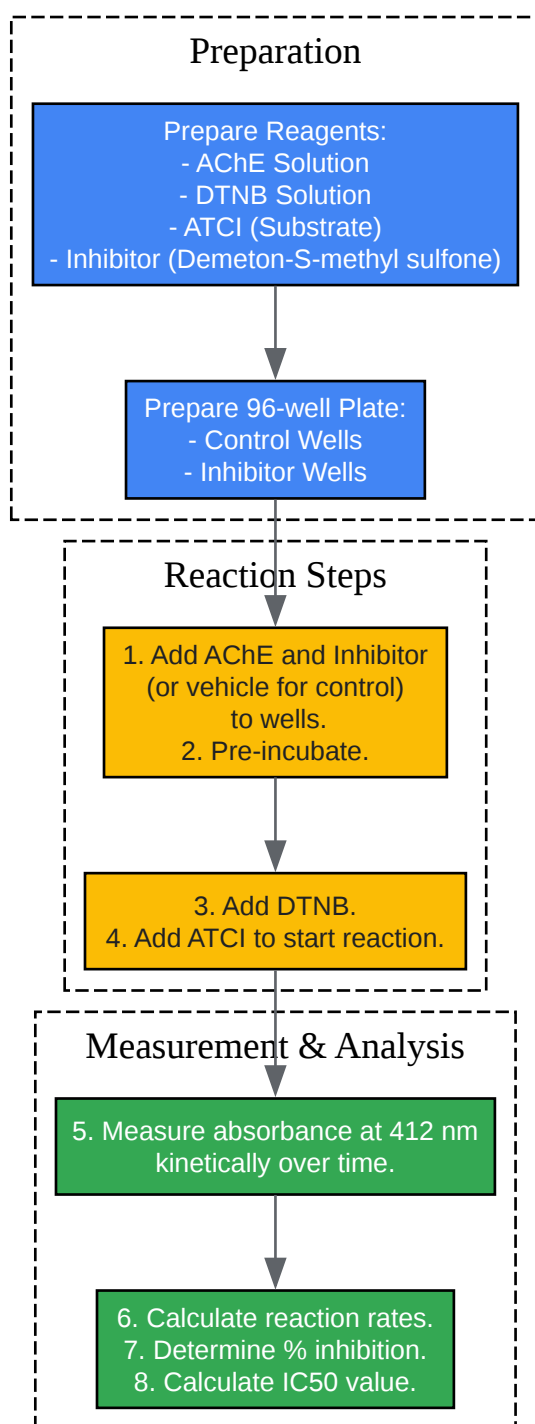 Preparation
Prepare Reagents:
- AChE Solution
- DTNB Solution
- ATCI (Substrate)
- Inhibitor (Demeton-S-methyl sulfone)
Prepare 96-well Plate:
- Control Wells
- Inhibitor Wells
Reaction Steps
1. Add AChE and Inhibitor
(or vehicle for control)
to wells.
2. Pre-incubate.
3. Add DTNB.
4. Add ATCI to start reaction.
Measurement & Analysis
5. Measure absorbance at 412 nm
kinetically over time.
6. Calculate reaction rates.
7. Determine % inhibition.
8. Calculate IC50 value.